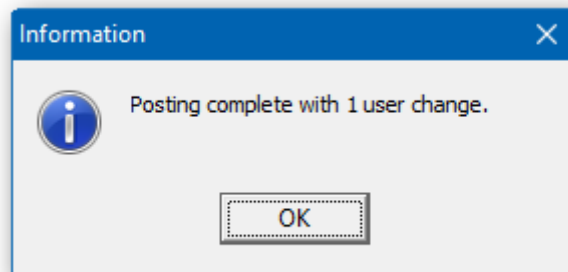 Information
Posting complete with 1 user change.
OK